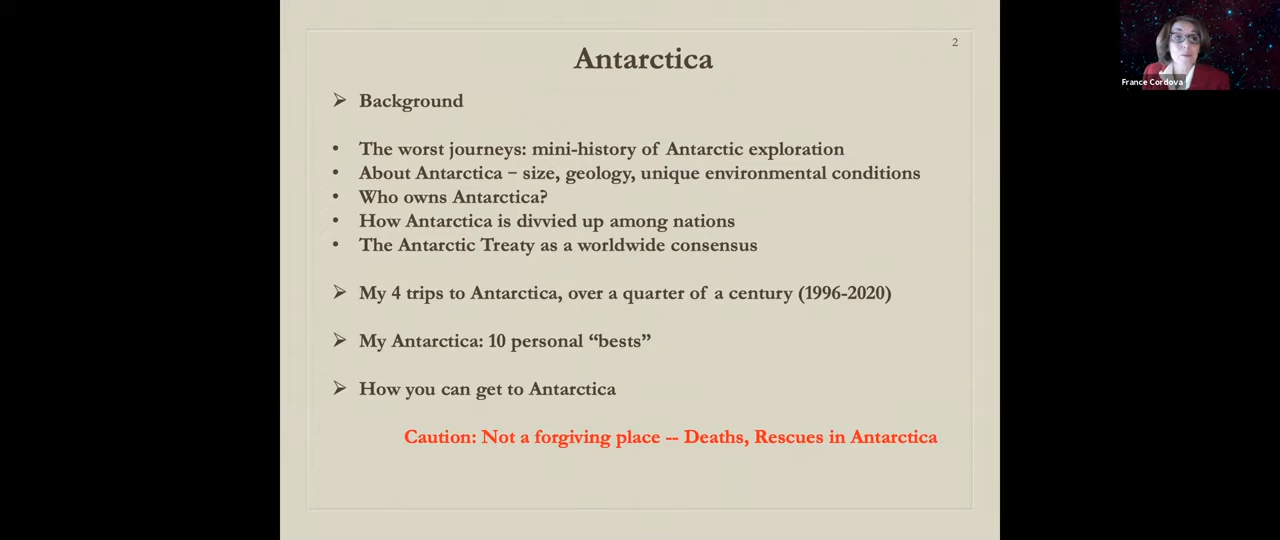 2
Antarctica
➢ Background
• The worst journeys: mini-history of Antarctic exploration
• About Antarctica – size, geology, unique environmental conditions
• Who owns Antarctica?
• How Antarctica is divvied up among nations
• The Antarctic Treaty as a worldwide consensus
➢ My 4 trips to Antarctica, over a quarter of a century (1996-2020)
➢ My Antarctica: 10 personal “bests”
➢ How you can get to Antarctica
Caution: Not a forgiving place -- Deaths, Rescues in Antarctica
France Cordova